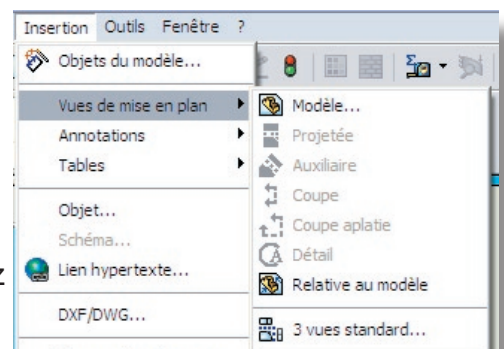 Insertion Outils Fenêtre ?
Objets du modèle...
Vues de mise en plan
Annotations
Tables
Objet...
Schéma...
Lien hypertexte...
DXF/DWG...
Modèle...
Projetée
Auxiliaire
Coupe
Coupe aplatie
Détail
Relative au modèle
3 vues standard...
z